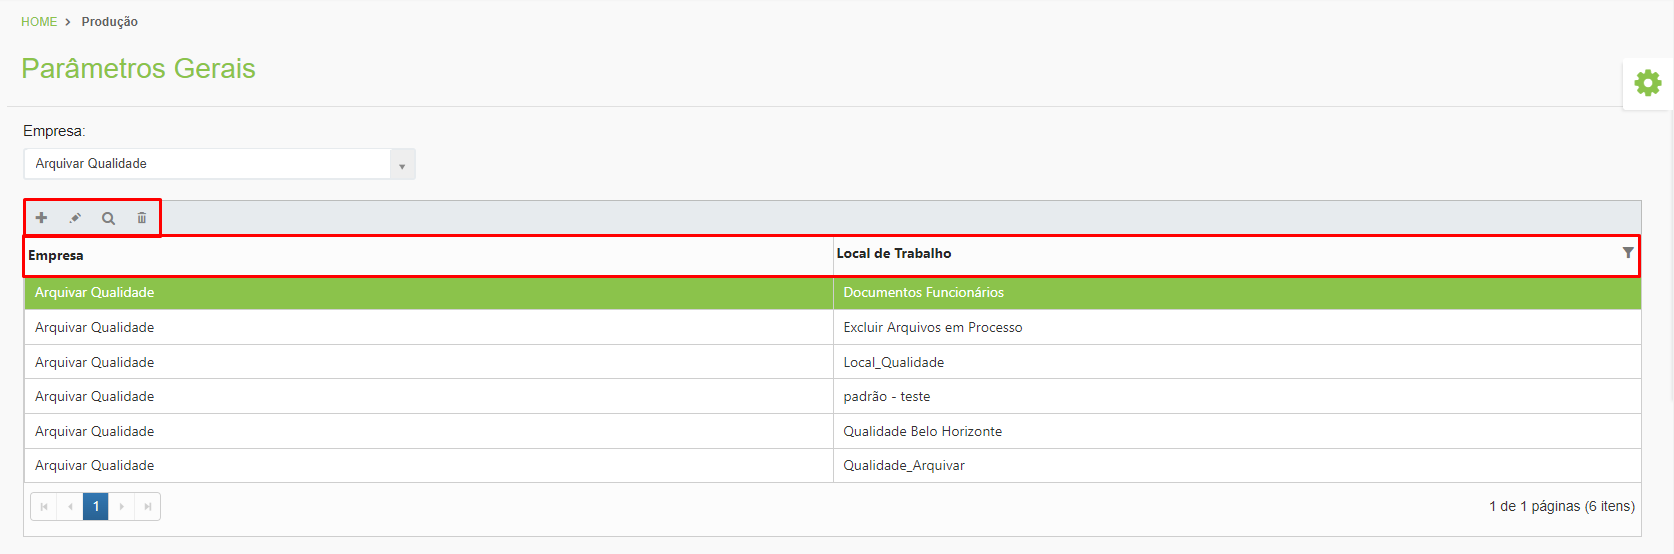 HOME > Produção
Parâmetros Gerais
Empresa:
Arquivar Qualidade
Empresa Local de Trabalho
Arquivar Qualidade Documentos Funcionários
Arquivar Qualidade Excluir Arquivos em Processo
Arquivar Qualidade Local_Qualidade
Arquivar Qualidade padrão - teste
Arquivar Qualidade Qualidade Belo Horizonte
Arquivar Qualidade Qualidade_Arquivar
1 1 de 1 páginas (6 itens)